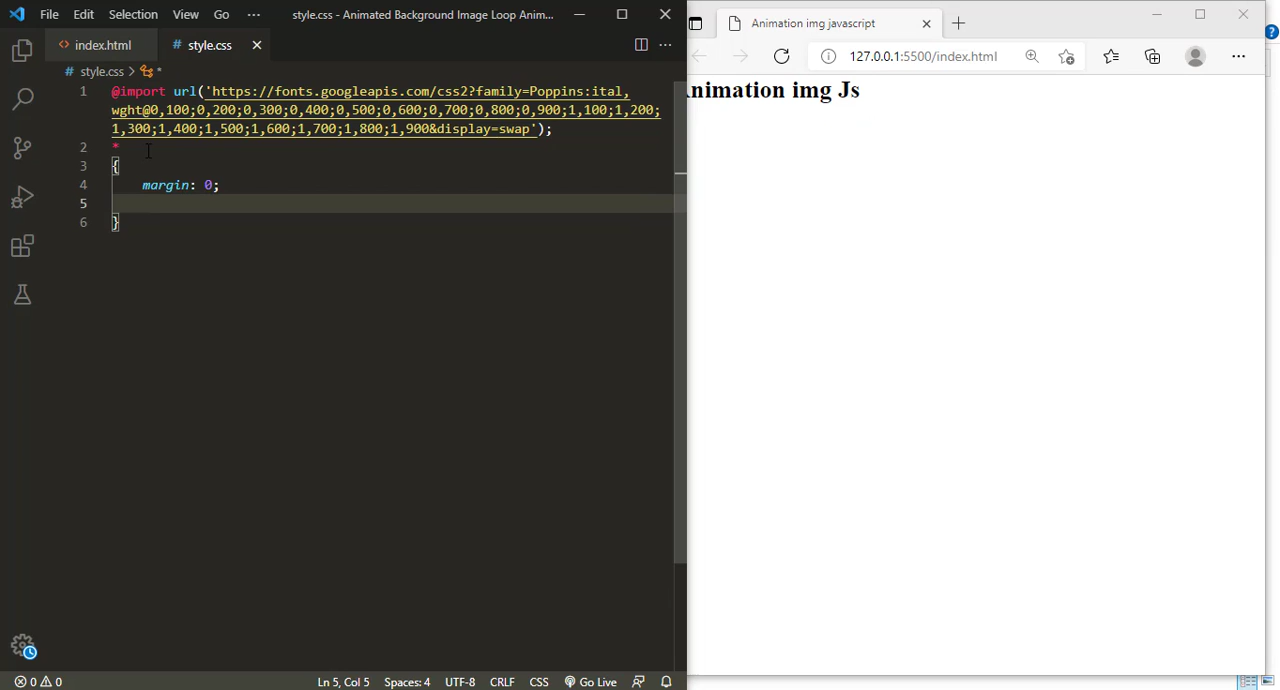 File Edit Selection View Go ··· style.css - Animated Background Image Loop Anim...
index.html style.css
# style.css > *
1 @import url('https://fonts.googleapis.com/css2?family=Poppins:ital,
wght@0,100;0,200;0,300;0,400;0,500;0,600;0,700;0,800;0,900;1,100;1,200;
1,300;1,400;1,500;1,600;1,700;1,800;1,900&display=swap');
2 *
3 {
4 margin: 0;
5
6 }
0 0 Ln 5, Col 5 Spaces: 4 UTF-8 CRLF CSS Go Live
Animation img javascript
127.0.0.1:5500/index.html
nimation img Js